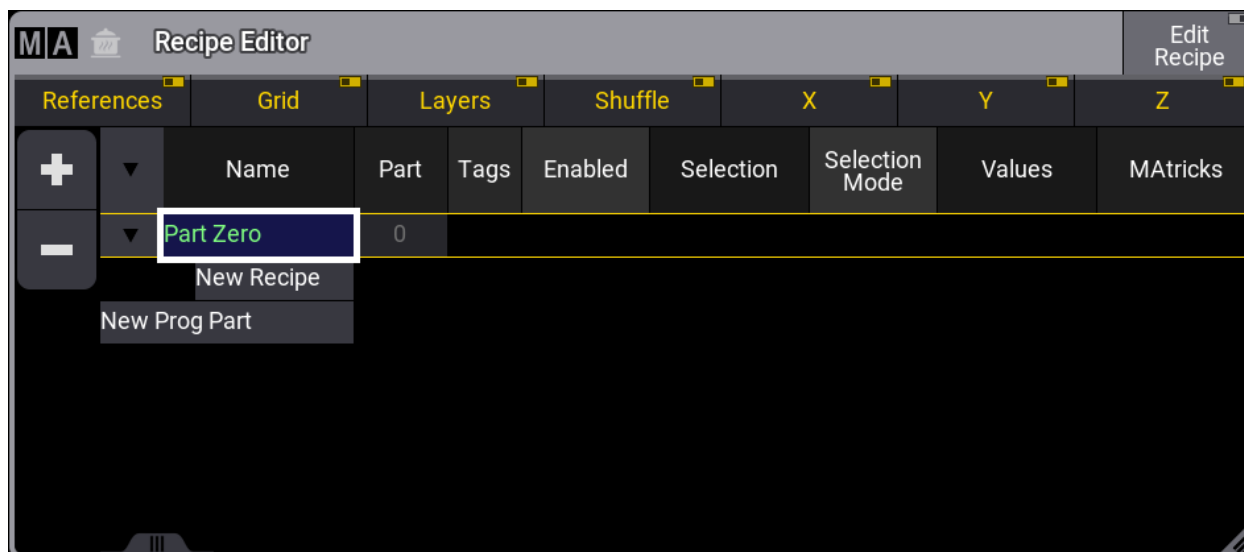 MA Recipe Editor Edit Recipe
References Grid Layers Shuffle X Y Z
Name Part Tags Enabled Selection Selection Mode Values MAtricks
Part Zero 0
New Recipe
New Prog Part